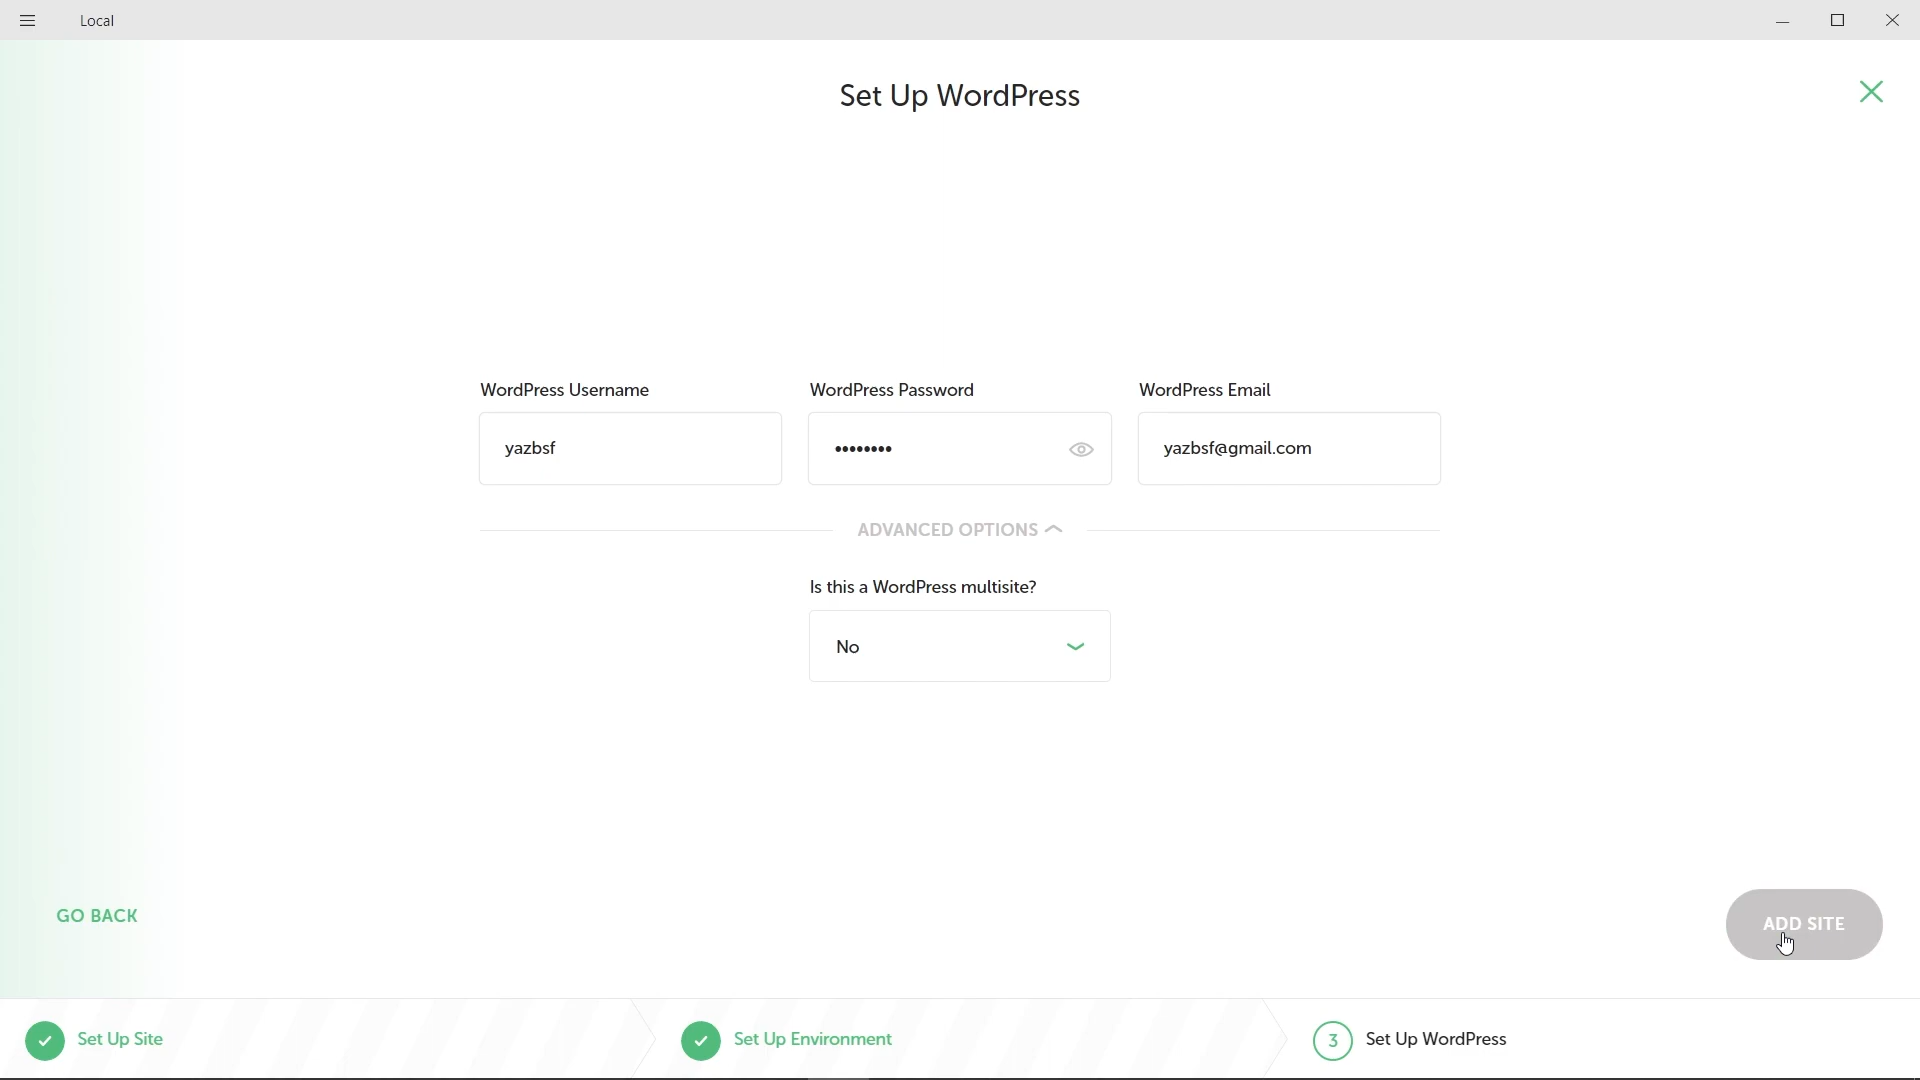 Local
Set Up WordPress
WordPress Username
WordPress Password
WordPress Email
yazbsf
••••••••
yazbsf@gmail.com
ADVANCED OPTIONS
Is this a WordPress multisite?
No
GO BACK
ADD SITE
Set Up Site
Set Up Environment
3 Set Up WordPress